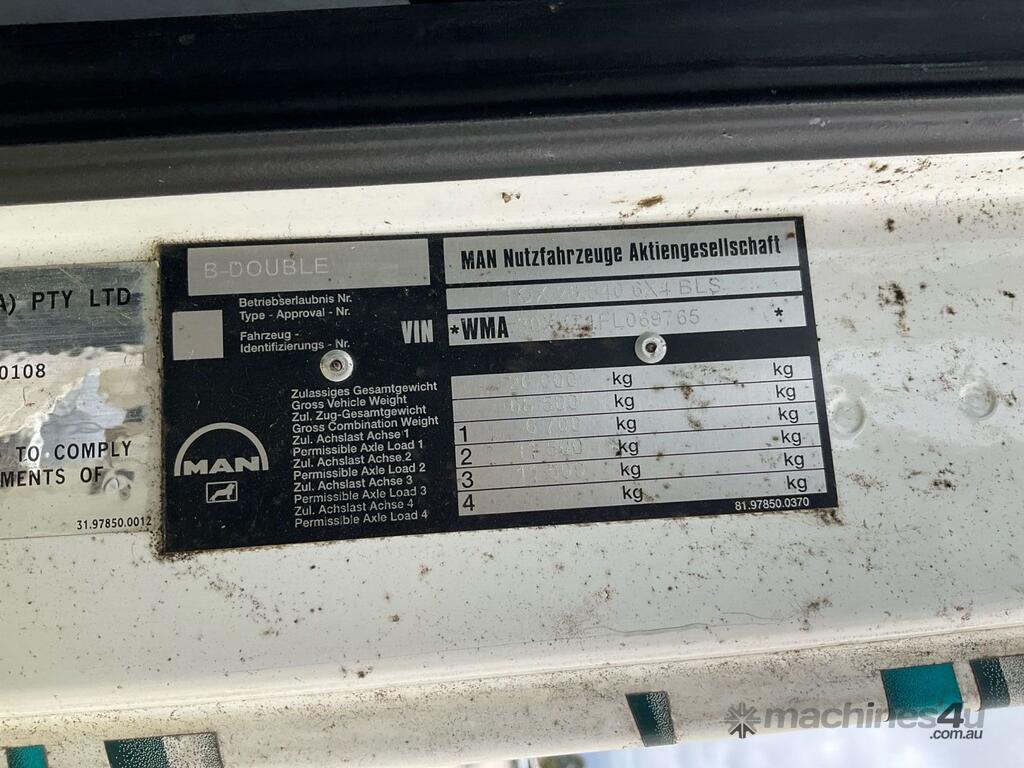 A) PTY LTD
0108
TO COMPLY
MENTS OF
31.97850.0012
B-DOUBLE
MAN Nutzfahrzeuge Aktiengesellschaft
Betriebserlaubnis Nr.
Type - Approval - Nr.
6X4 BLS
Fahrzeug -
Identifizierungs - Nr.
VIN
*WMA FL069765 *
Zulassiges Gesamtgewicht
Gross Vehicle Weight
kg kg
Zul. Zug-Gesamtgewicht
Gross Combination Weight
kg kg
Zul. Achslast Achse 1
Permissible Axle Load 1
1 kg kg
Zul. Achslast Achse 2
Permissible Axle Load 2
2 kg kg
Zul. Achslast Achse 3
Permissible Axle Load 3
3 kg kg
Zul. Achslast Achse 4
Permissible Axle Load 4
4 kg kg
MAN
81.97850.0370
machines4u
.com.au